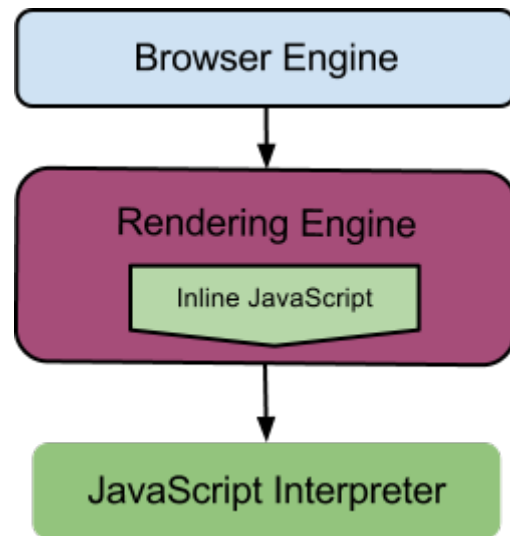 Browser Engine
Rendering Engine
Inline JavaScript
JavaScript Interpreter